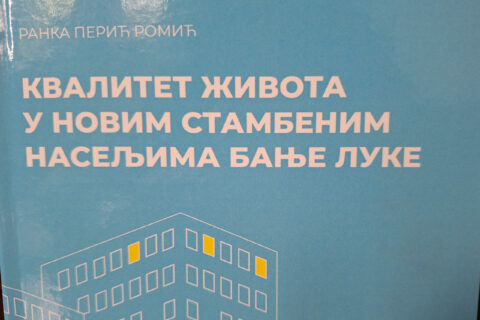 РАНКА ПЕРИЋ РОМИЋ
КВАЛИТЕТ ЖИВОТА
У НОВИМ СТАМБЕНИМ
НАСЕЉИМА БАЊЕ ЛУКЕ